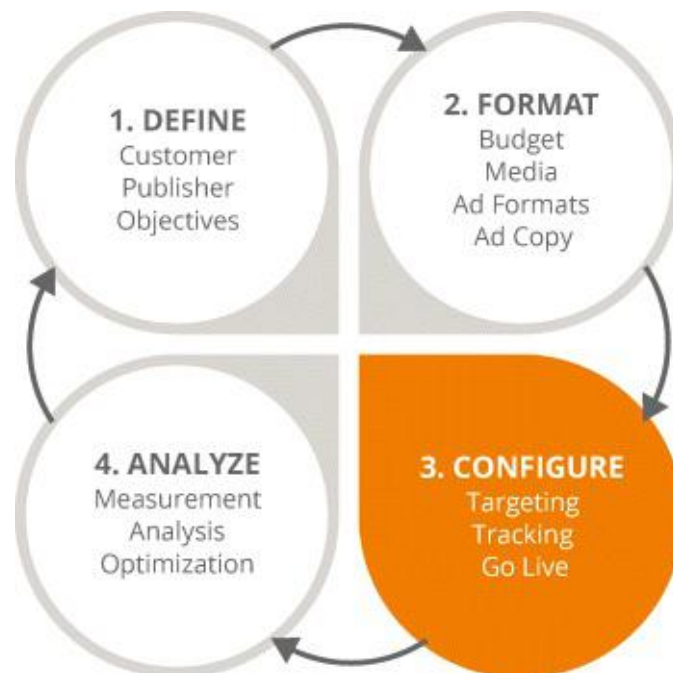 1. DEFINE
Customer
Publisher
Objectives
2. FORMAT
Budget
Media
Ad Formats
Ad Copy
3. CONFIGURE
Targeting
Tracking
Go Live
4. ANALYZE
Measurement
Analysis
Optimization